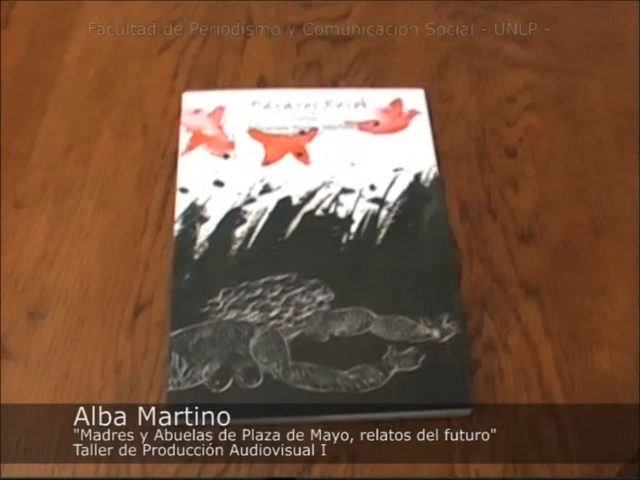 Facultad de Periodismo y Comunicación Social - UNLP -
Alba Martino
"Madres y Abuelas de Plaza de Mayo, relatos del futuro"
Taller de Producción Audiovisual I